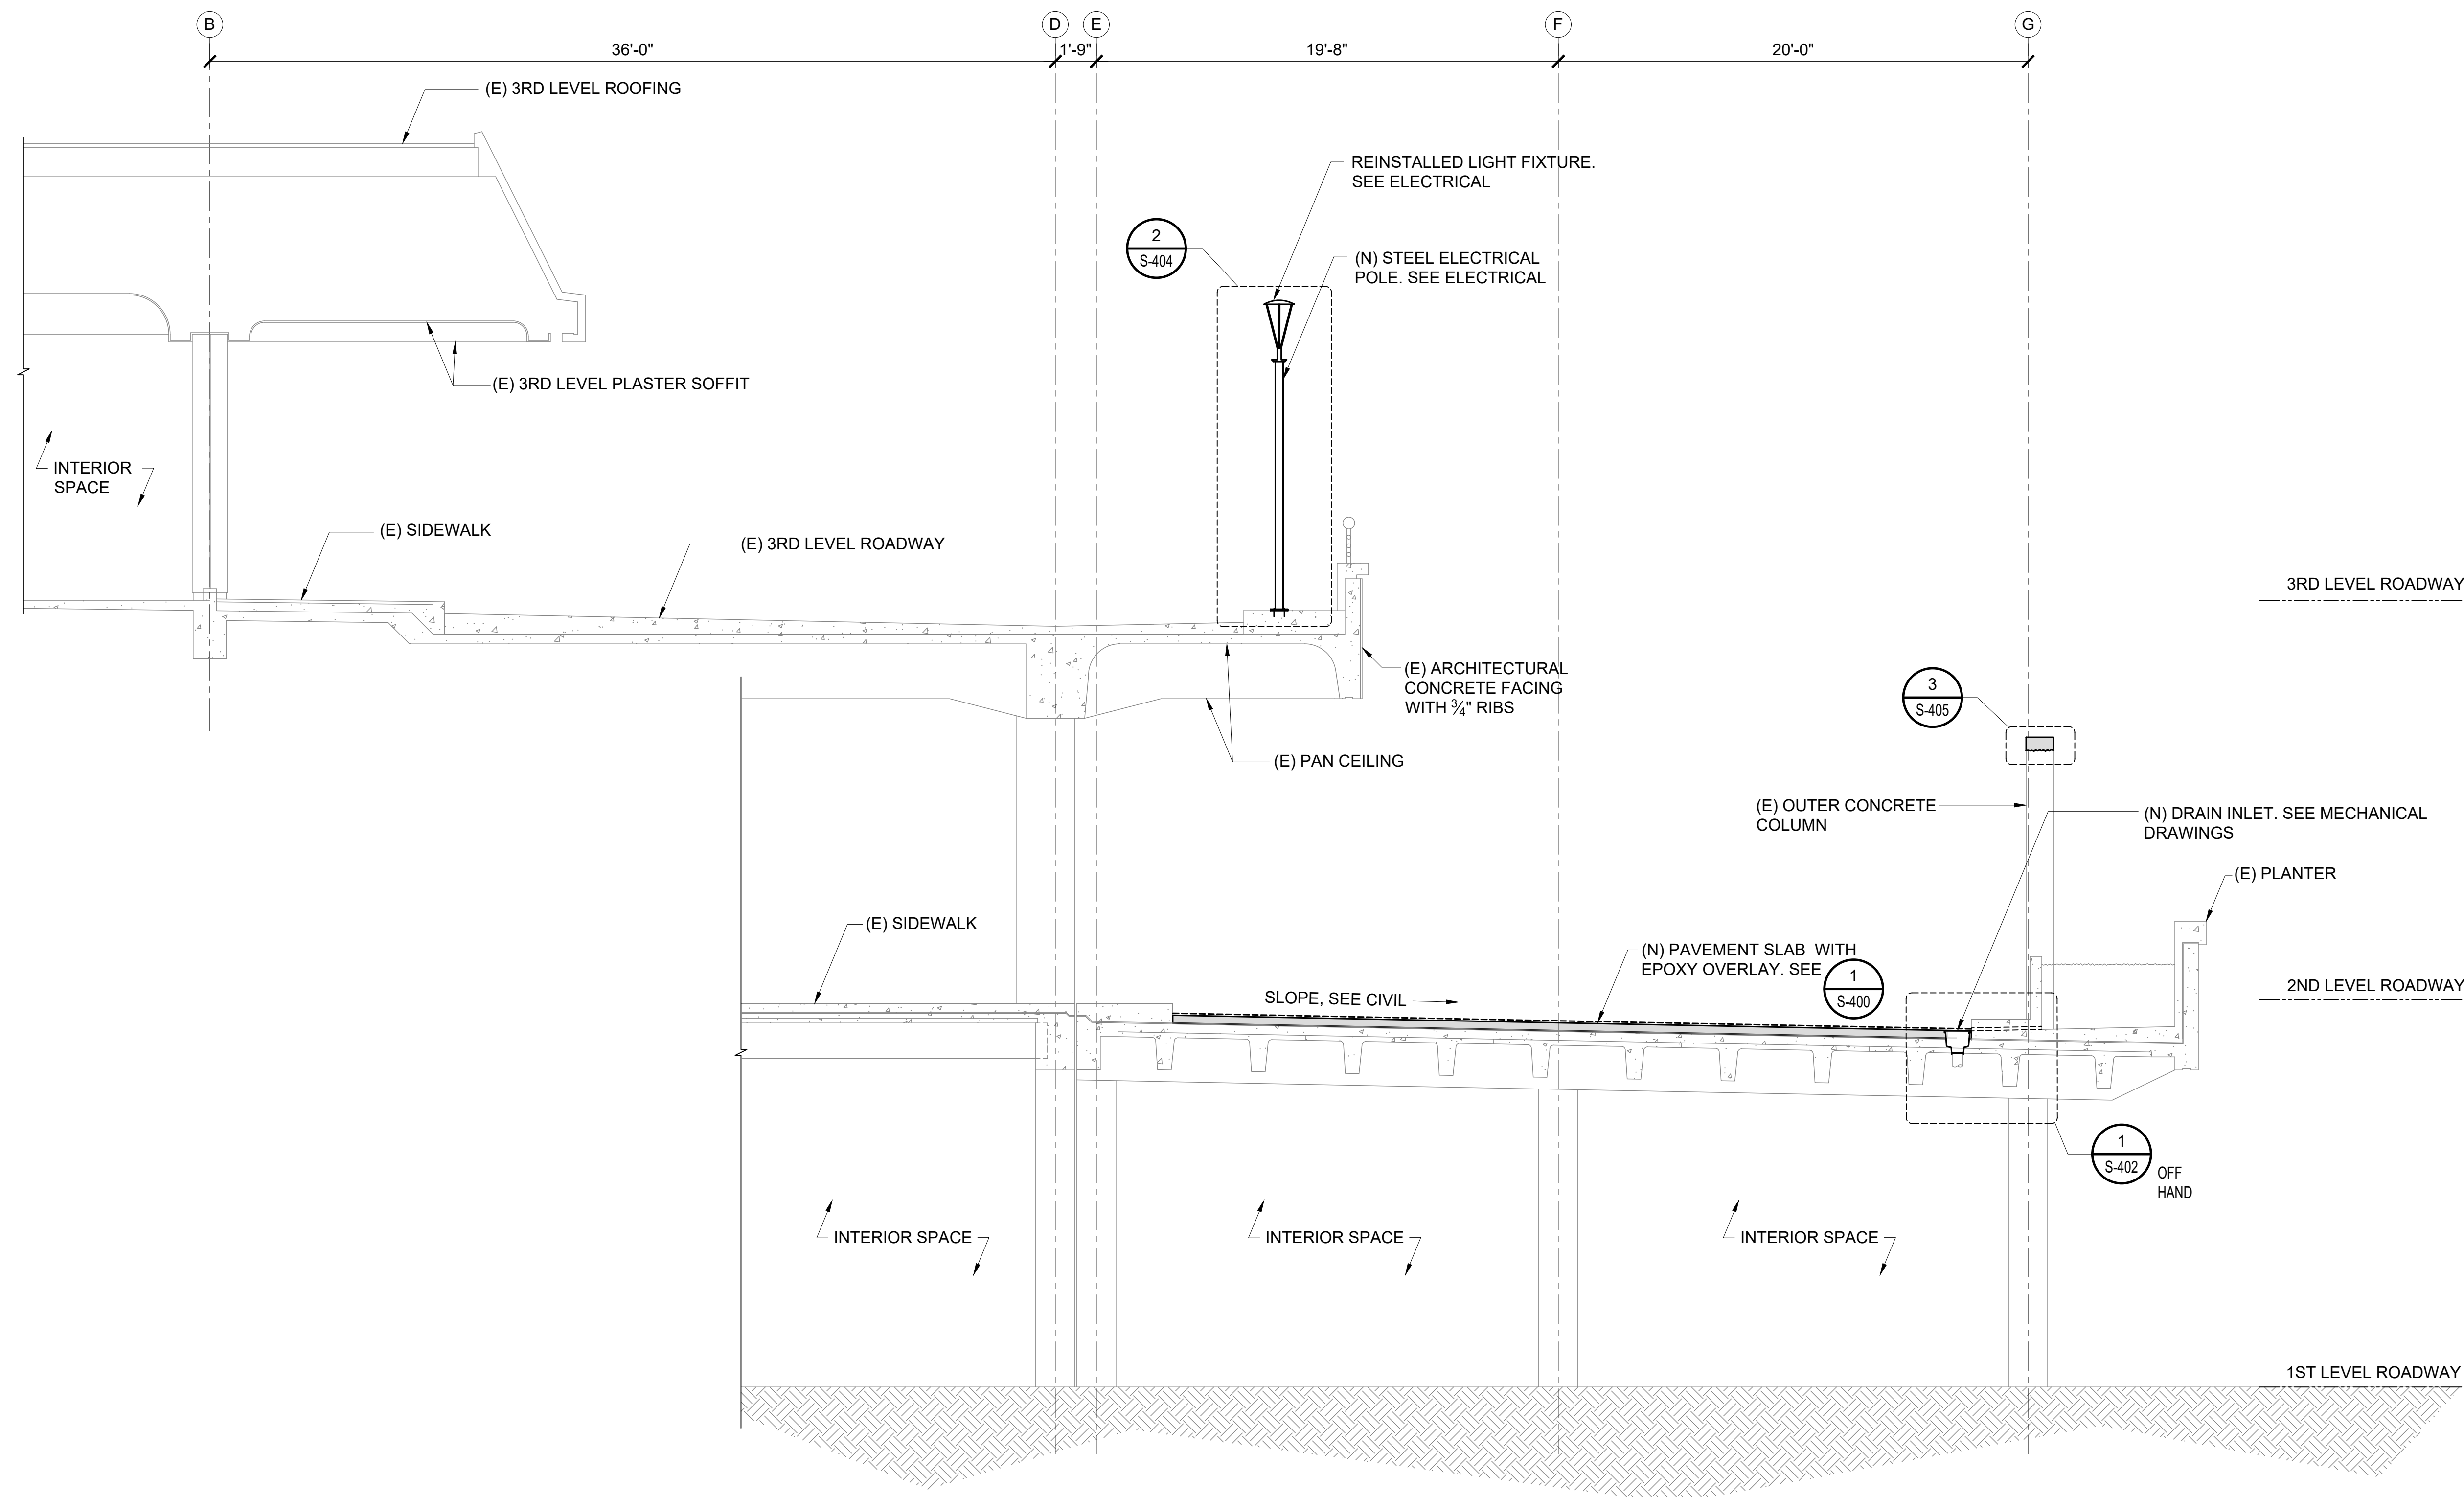 B
D
E
F
G
36'-0"
1'-9"
19'-8"
20'-0"
(E) 3RD LEVEL ROOFING
REINSTALLED LIGHT FIXTURE.
SEE ELECTRICAL
2
S-404
(N) STEEL ELECTRICAL
POLE. SEE ELECTRICAL
(E) 3RD LEVEL PLASTER SOFFIT
INTERIOR
SPACE
(E) SIDEWALK
(E) 3RD LEVEL ROADWAY
3RD LEVEL ROADWAY
(E) ARCHITECTURAL
CONCRETE FACING
WITH ¾" RIBS
3
S-405
(E) PAN CEILING
(E) OUTER CONCRETE
COLUMN
(N) DRAIN INLET. SEE MECHANICAL
DRAWINGS
(E) PLANTER
(E) SIDEWALK
(N) PAVEMENT SLAB WITH
EPOXY OVERLAY. SEE
1
S-400
SLOPE, SEE CIVIL
2ND LEVEL ROADWAY
1
S-402
OFF
HAND
INTERIOR SPACE
INTERIOR SPACE
INTERIOR SPACE
1ST LEVEL ROADWAY